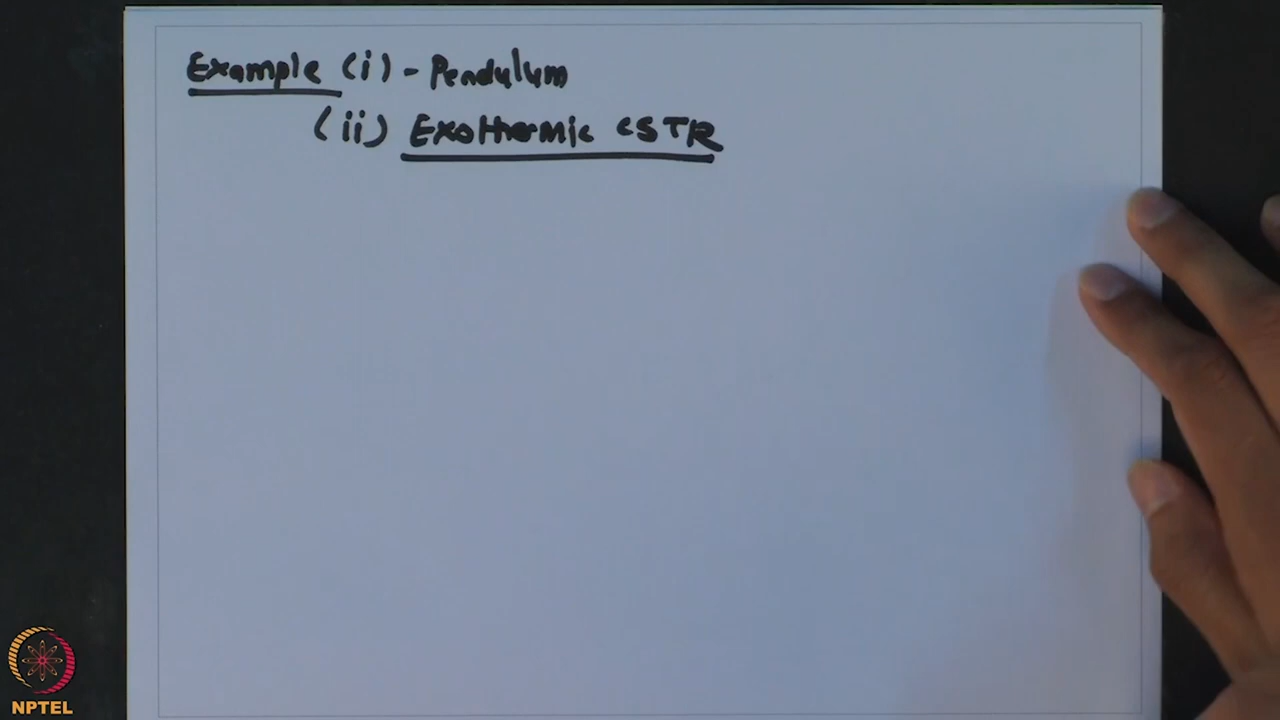 Example (i) - Pendulum
(ii) Exothermic CSTR
NPTEL